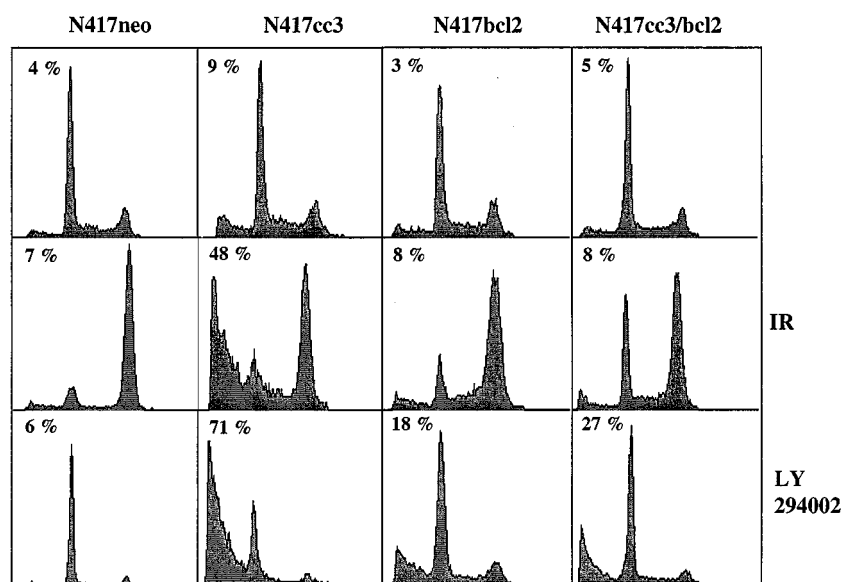 N417neo N417cc3 N417bcl2 N417cc3/bcl2
4 % 9 % 3 % 5 %
7 % 48 % 8 % 8 %
IR
6 % 71 % 18 % 27 %
LY
294002